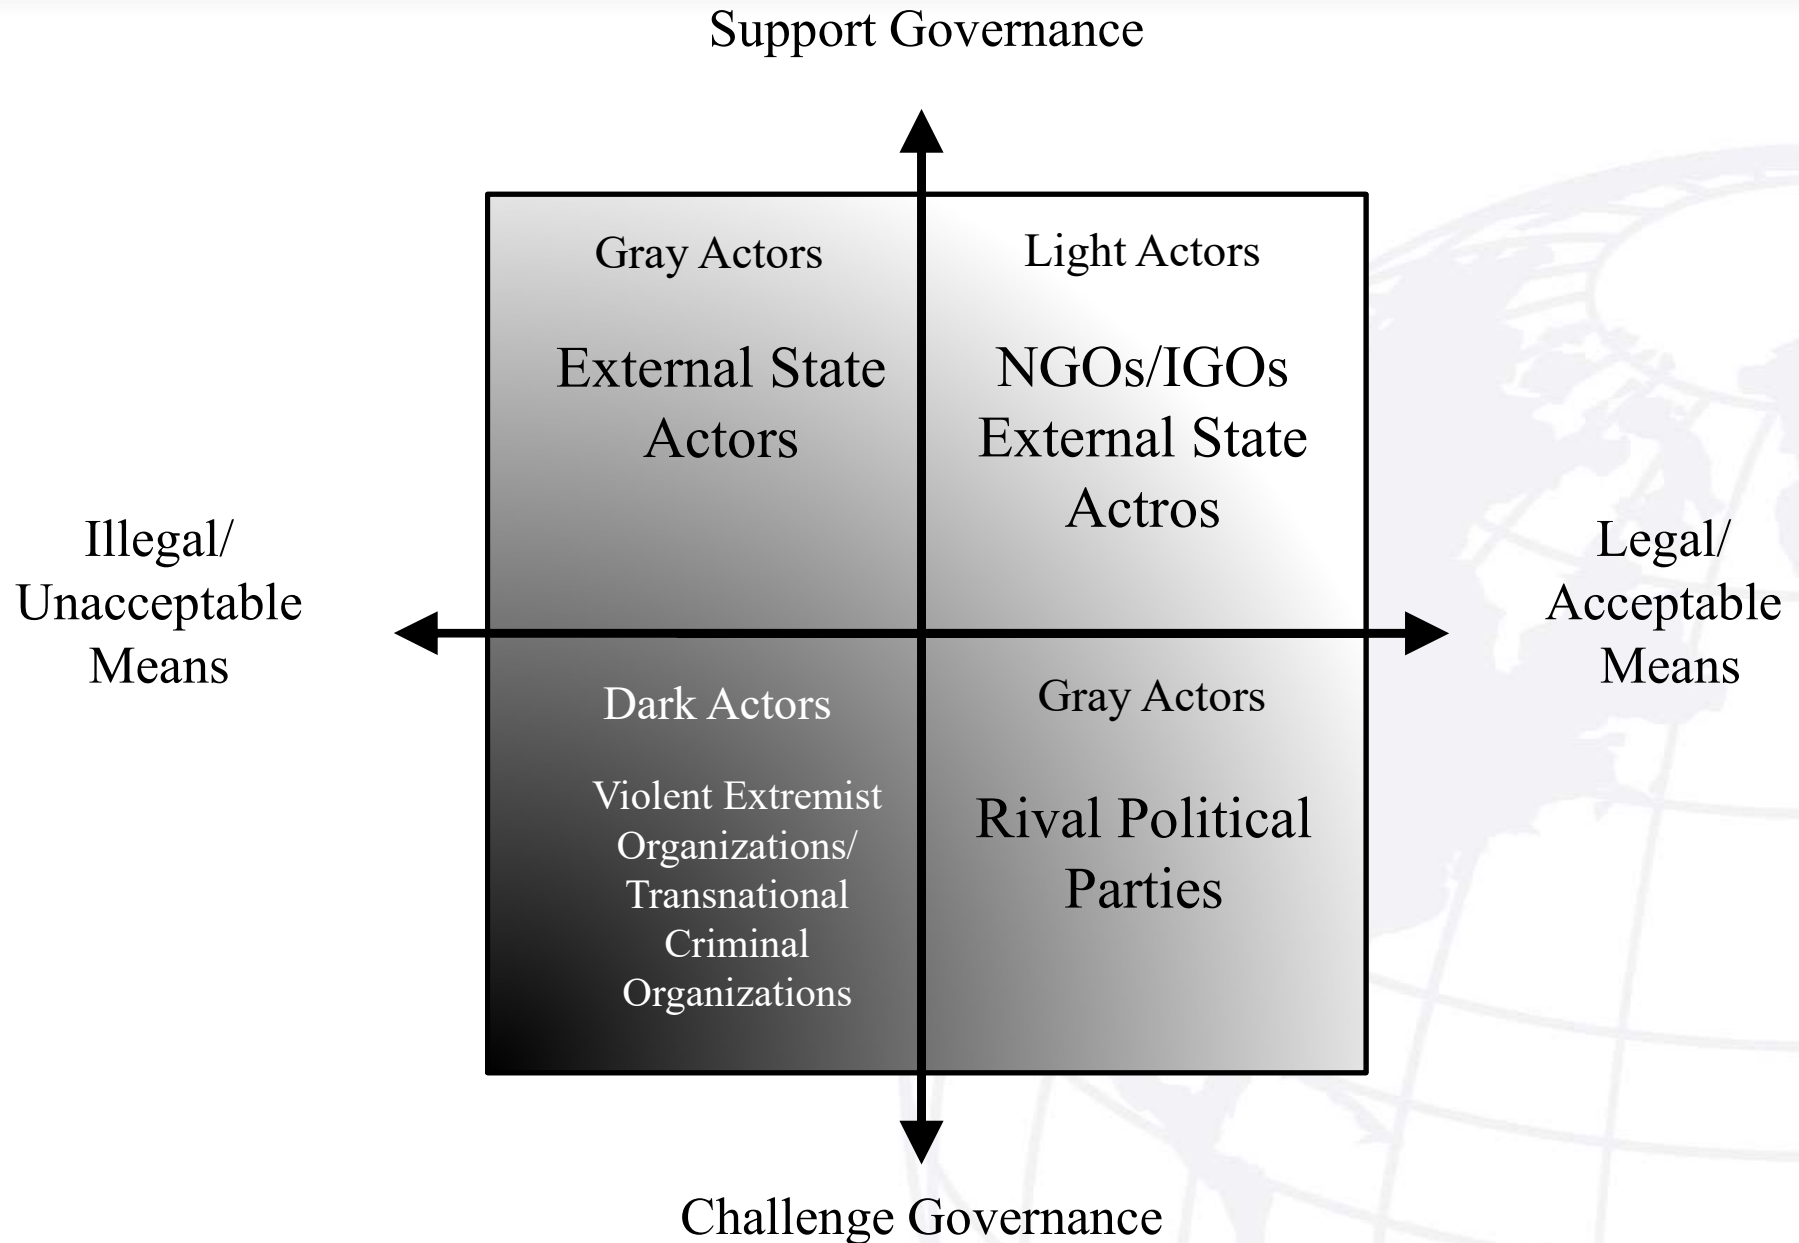 Support Governance
Gray Actors
External State
Actors
Light Actors
NGOs/IGOs
External State
Actros
Illegal/
Unacceptable
Means
Legal/
Acceptable
Means
Dark Actors
Violent Extremist
Organizations/
Transnational
Criminal
Organizations
Gray Actors
Rival Political
Parties
Challenge Governance